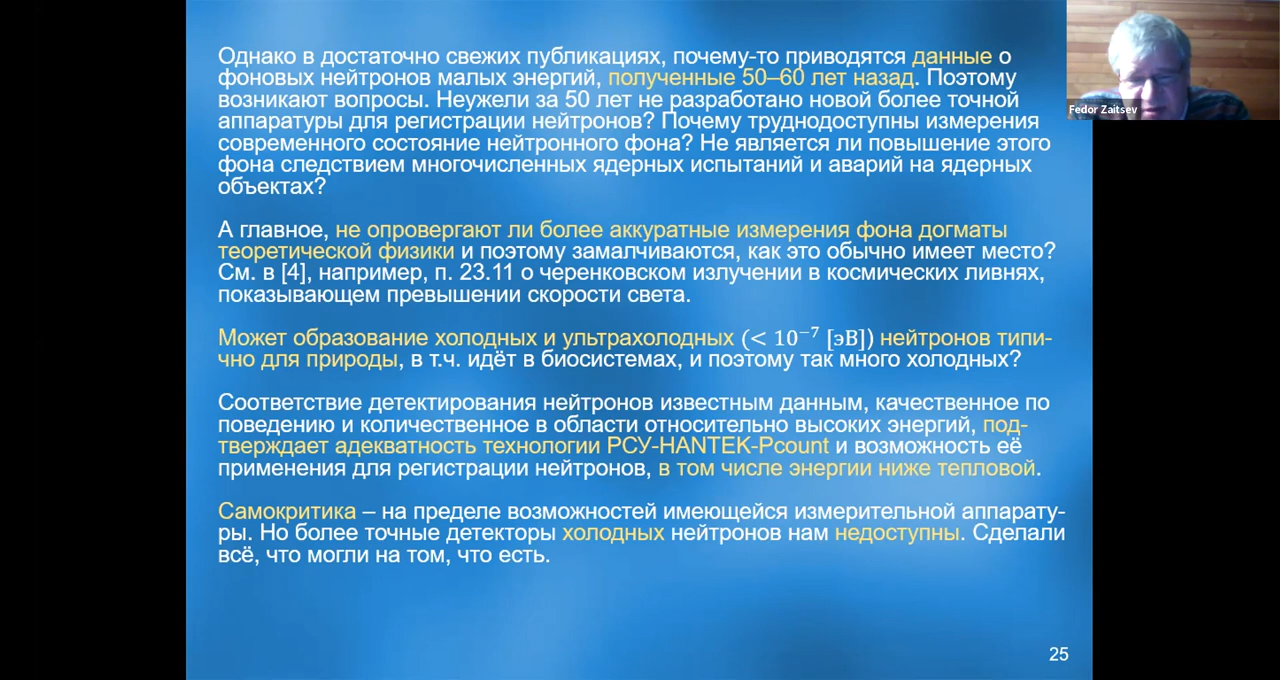 Однако в достаточно свежих публикациях, почему-то приводятся данные о
фоновых нейтронов малых энергий, полученные 50–60 лет назад. Поэтому
возникают вопросы. Неужели за 50 лет не разработано новой более точной
аппаратуры для регистрации нейтронов? Почему труднодоступны измерения
современного состояние нейтронного фона? Не является ли повышение этого
фона следствием многочисленных ядерных испытаний и аварий на ядерных
объектах?
А главное, не опровергают ли более аккуратные измерения фона догматы
теоретической физики и поэтому замалчиваются, как это обычно имеет место?
См. в [4], например, п. 23.11 о черенковском излучении в космических ливнях,
показывающем превышении скорости света.
Может образование холодных и ультрахолодных (< 10⁻⁷ [эВ]) нейтронов типи-
чно для природы, в т.ч. идёт в биосистемах, и поэтому так много холодных?
Соответствие детектирования нейтронов известным данным, качественное по
поведению и количественное в области относительно высоких энергий, под-
тверждает адекватность технологии РСУ-HANTEK-Pcount и возможность её
применения для регистрации нейтронов, в том числе энергии ниже тепловой.
Самокритика – на пределе возможностей имеющейся измерительной аппарату-
ры. Но более точные детекторы холодных нейтронов нам недоступны. Сделали
всё, что могли на том, что есть.
25
Fedor Zaitsev